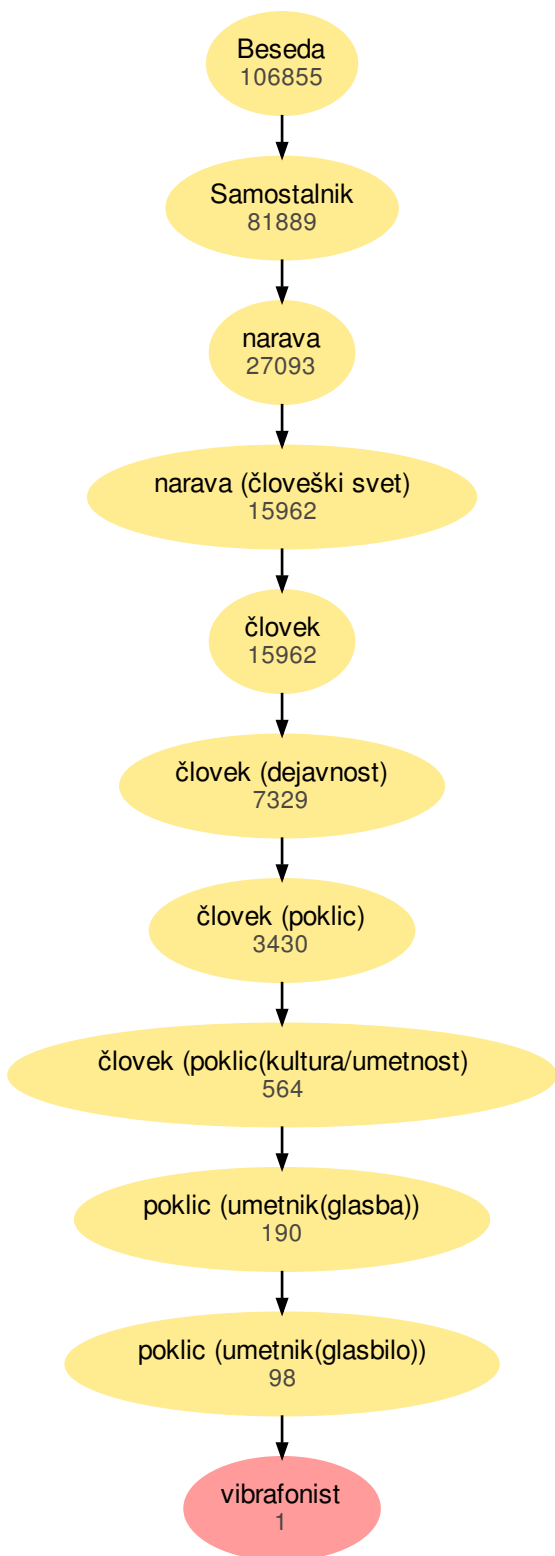 Beseda
106855
Samostalnik
81889
narava
27093
narava (človeški svet)
15962
človek
15962
človek (dejavnost)
7329
človek (poklic)
3430
človek (poklic(kultura/umetnost)
564
poklic (umetnik(glasba))
190
poklic (umetnik(glasbilo))
98
vibrafonist
1